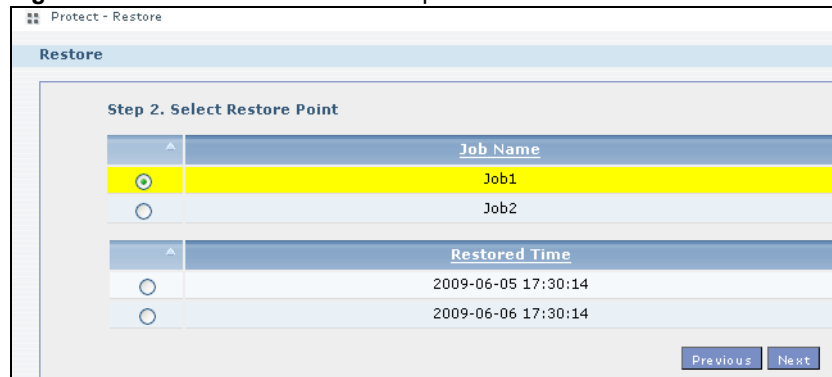 Protect - Restore
Restore
Step 2. Select Restore Point
Job Name
Job1
Job2
Restored Time
2009-06-05 17:30:14
2009-06-06 17:30:14
Previous Next